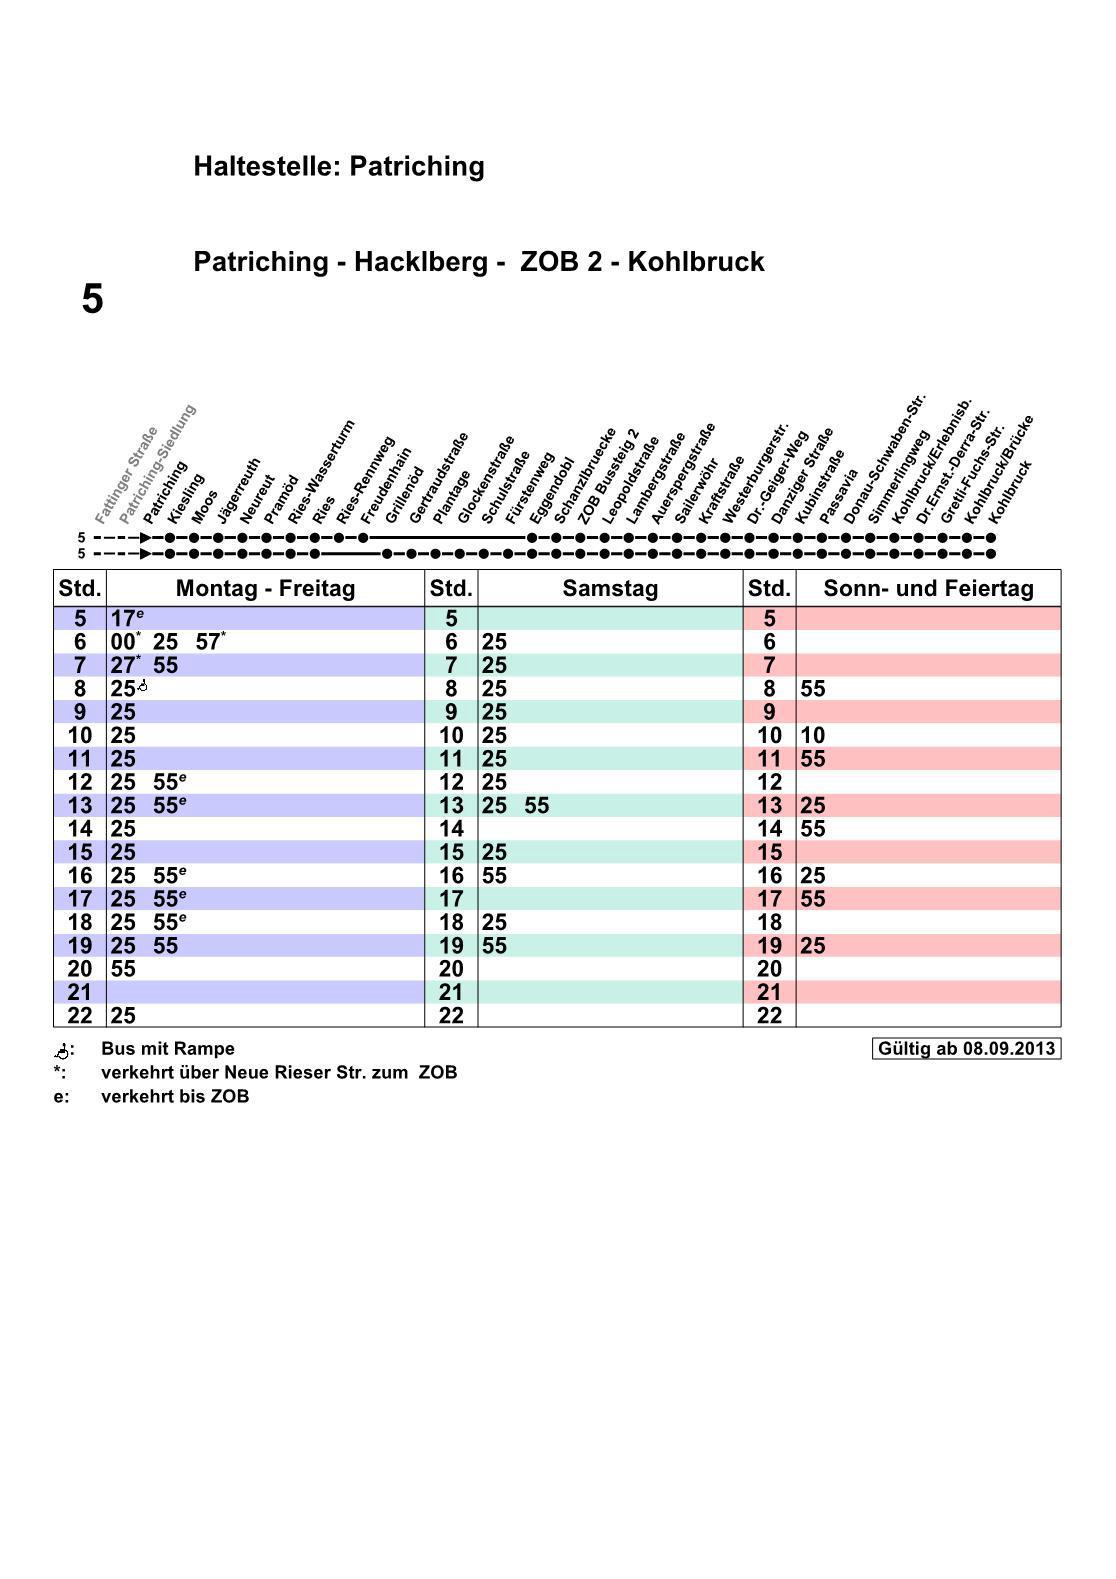 Haltestelle: Patriching
Patriching - Hacklberg - ZOB 2 - Kohlbruck
5
Fattinger Straße
Patriching-Siedlung
Patriching
Kiesling
Moos
Jägerreuth
Neureut
Pramöd
Ries-Wasserturm
Ries
Ries-Rennweg
Freudenhain
Grillenöd
Gertraudstraße
Plantage
Glockenstraße
Schulstraße
Fürstenweg
Eggendobl
Schanzlbruecke
ZOB Bussteig 2
Leopoldstraße
Lambergstraße
Auerspergstraße
Sailerwöhr
Kraftstraße
Westerburgerstr.
Dr.-Geiger-Weg
Danziger Straße
Kubinstraße
Passavia
Donau-Schwaben-Str.
Simmerlingweg
Kohlbruck/Erlebnisb.
Dr.Ernst.-Derra-Str.
Gretl-Fuchs-Str.
Kohlbruck/Brücke
Kohlbruck
5
5
Std. Montag - Freitag Std. Samstag Std. Sonn- und Feiertag
5 17e 5 5
6 00* 25 57* 6 25 6
7 27* 55 7 25 7
8 25 8 25 8 55
9 25 9 25 9
10 25 10 25 10 10
11 25 11 25 11 55
12 25 55e 12 25 12
13 25 55e 13 25 55 13 25
14 25 14 14 55
15 25 15 25 15
16 25 55e 16 55 16 25
17 25 55e 17 17 55
18 25 55e 18 25 18
19 25 55 19 55 19 25
20 55 20 20
21 21 21
22 25 22 22
: Bus mit Rampe Gültig ab 08.09.2013
*: verkehrt über Neue Rieser Str. zum ZOB
e: verkehrt bis ZOB